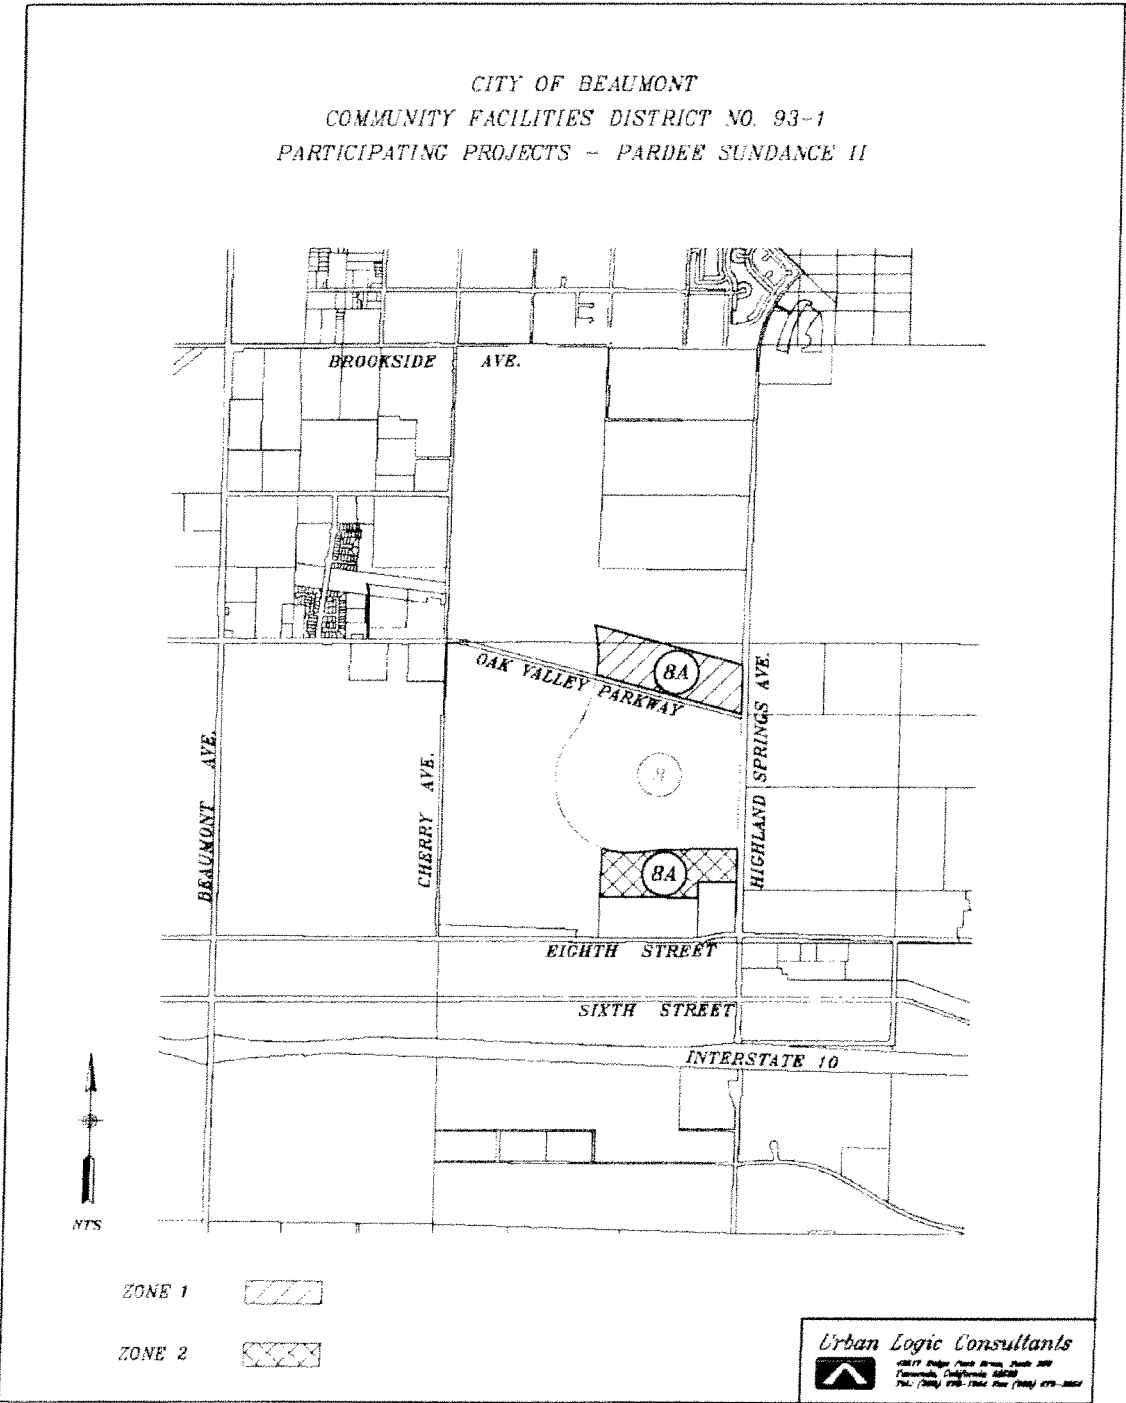 CITY OF BEAUMONT
COMMUNITY FACILITIES DISTRICT NO. 93-1
PARTICIPATING PROJECTS - PARDEE SUNDANCE II
BROOKSIDE AVE.
OAK VALLEY PARKWAY
8A
HIGHLAND SPRINGS AVE.
BEAUMONT AVE.
CHERRY AVE.
8
8A
EIGHTH STREET
SIXTH STREET
INTERSTATE 10
NTS
ZONE 1
ZONE 2
Urban Logic Consultants